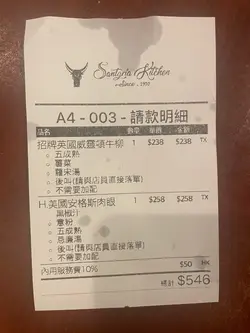 Santoria Kitchen
since 1990
A4 - 003 - 請款明細
品名 數量 單價 金額
招牌英國威靈頓牛柳 1 $238 $238 TX
○ 五成熟
○ 薯菜
○ 羅宋湯
○ 後叫(請與店員直接落單)
○ 不需要加配
H.美國安格斯肉眼 1 $258 $258 TX
○ 黑椒汁
○ 意粉
○ 五成熟
○ 忌廉湯
○ 後叫(請與店員直接落單)
○ 不需要加配
內用服務費10% $50
總計 $546